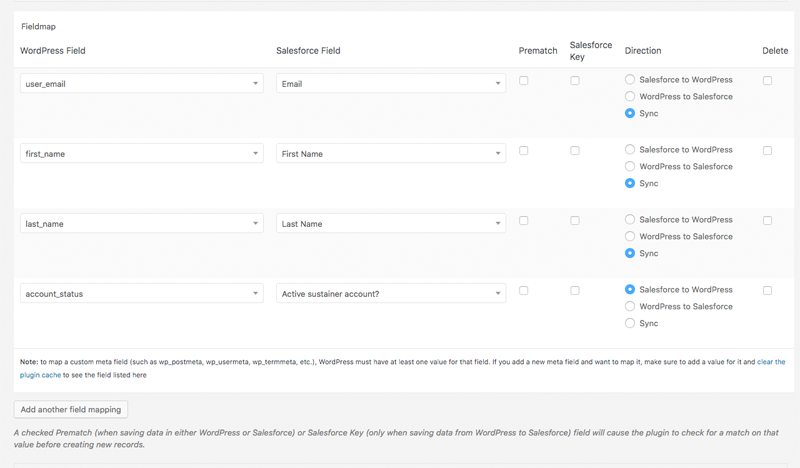 Fieldmap
WordPress Field Salesforce Field Prematch Salesforce Key Direction Delete
user_email Email Salesforce to WordPress
WordPress to Salesforce
Sync
first_name First Name Salesforce to WordPress
WordPress to Salesforce
Sync
last_name Last Name Salesforce to WordPress
WordPress to Salesforce
Sync
account_status Active sustainer account? Salesforce to WordPress
WordPress to Salesforce
Sync
Note: to map a custom meta field (such as wp_postmeta, wp_usermeta, wp_termmeta, etc.), WordPress must have at least one value for that field. If you add a new meta field and want to map it, make sure to add a value for it and clear the
plugin cache to see the field listed here
Add another field mapping
A checked Prematch (when saving data in either WordPress or Salesforce) or Salesforce Key (only when saving data from WordPress to Salesforce) field will cause the plugin to check for a match on that
value before creating new records.